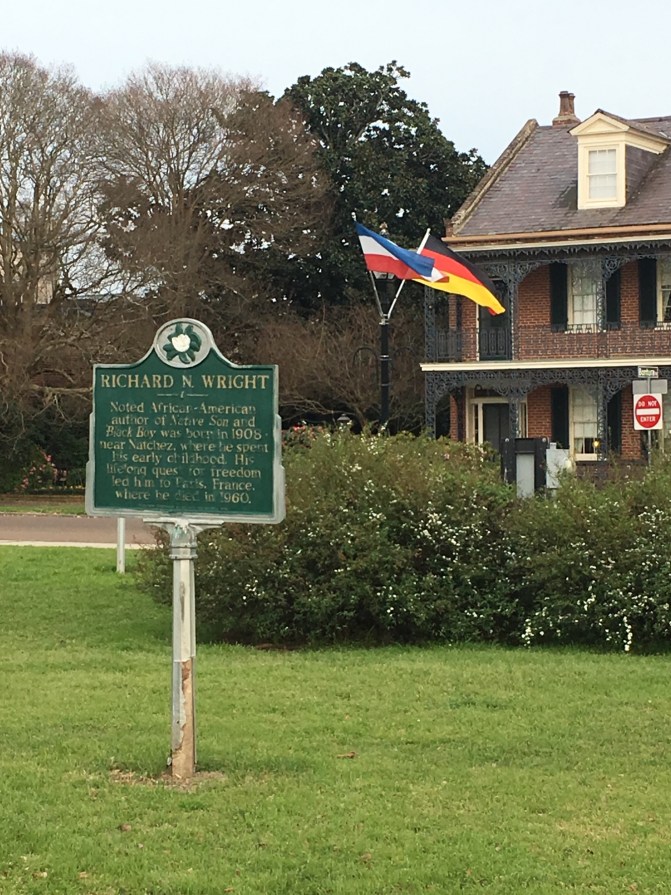 RICHARD N. WRIGHT
Noted African-American
author of Native Son and
Black Boy was born in 1908
near Natchez, where he spent
his early childhood. His
lifelong quest for freedom
led him to Paris, France,
where he died in 1960.
DO NOT
ENTER